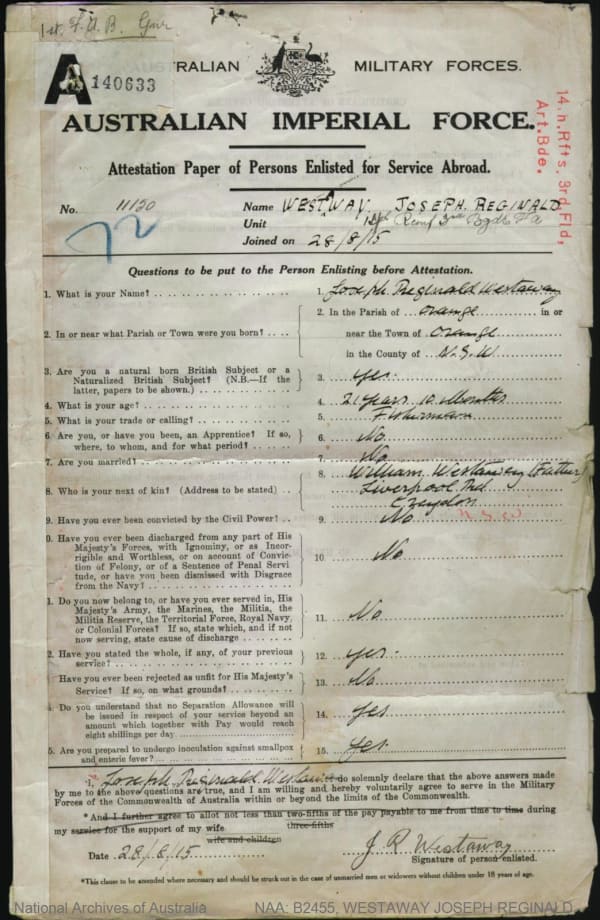 1st. F. A. B. Gnr
A 140633
TRALIAN MILITARY FORCES.
AUSTRALIAN IMPERIAL FORCE.
14.h.Rfts, 3rd,Fld,
Art.Bde.
Attestation Paper of Persons Enlisted for Service Abroad.
No. 11130 Name WESTWAY JOSEPH REGINALD
72
Unit Reinf 3rd Bgde
Joined on 28/8/15
Questions to be put to the Person Enlisting before Attestation.
1. What is your Name? 1. Joseph Reginald Westaway
2. In or near what Parish or Town were you born? 2. In the Parish of Orange in or
near the Town of Orange
in the County of N.S.W
3. Are you a natural born British Subject or a
Naturalized British Subject? (N.B.—If the
latter, papers to be shown.) 3. yes.
4. What is your age? 4. 21 years 10 Months
5. What is your trade or calling? 5. Fisherman
6 Are you, or have you been, an Apprentice? If so,
where, to whom, and for what period? 6. No
7. Are you married? 7. No
8. Who is your next of kin? (Address to be stated) 8. William Westaway (Father)
Liverpool Rd
Croydon
N.S.W
9. Have you ever been convicted by the Civil Power? 9. No
0. Have you ever been discharged from any part of His
Majesty's Forces, with Ignominy, or as Incor-
rigible and Worthless, or on account of Convic-
tion of Felony, or of a Sentence of Penal Servi
tude, or have you been dismissed with Disgrace
from the Navy? 10. No
1. Do you now belong to, or have you ever served in, His
Majesty's Army, the Marines, the Militia, the
Militia Reserve, the Territorial Force, Royal Navy,
or Colonial Forces? If so, state which, and if not
now serving, state cause of discharge 11. No
2. Have you stated the whole, if any, of your previous
service? 12. yes.
Have you ever been rejected as unfit for His Majesty's
Service? If so, on what grounds? 13. No
4. Do you understand that no Separation Allowance will
be issued in respect of your service beyond an
amount which together with Pay would reach
eight shillings per day 14. yes
5. Are you prepared to undergo inoculation against smallpox
and enteric fever? 15. yes
I, Joseph Reginald Westaway do solemnly declare that the above answers made
by me to the above questions are true, and I am willing and hereby voluntarily agree to serve in the Military
Forces of the Commonwealth of Australia within or beyond the limits of the Commonwealth.
*And I further agree to allot not less than two-fifths of the pay payable to me from time to time during
three-fifths
my service for the support of my wife
wife and children
Date 28/8/15 J R Westaway
Signature of person enlisted.
*This clause to be amended where necessary and should be struck out in the case of unmarried men or widowers without children under 18 years of age.
National Archives of Australia NAA: B2455, WESTAWAY JOSEPH REGINALD